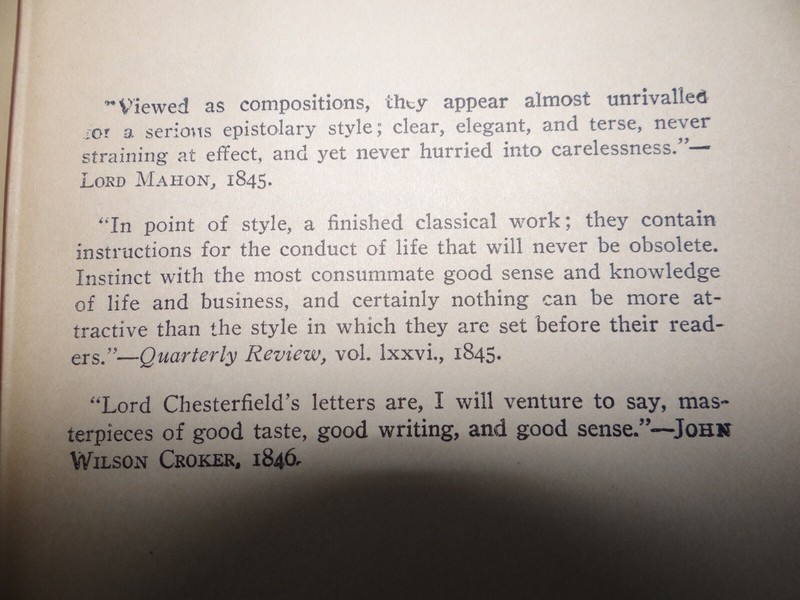 "Viewed as compositions, they appear almost unrivalled
for a serious epistolary style; clear, elegant, and terse, never
straining at effect, and yet never hurried into carelessness."—
LORD MAHON, 1845.
"In point of style, a finished classical work; they contain
instructions for the conduct of life that will never be obsolete.
Instinct with the most consummate good sense and knowledge
of life and business, and certainly nothing can be more at-
tractive than the style in which they are set before their read-
ers."—Quarterly Review, vol. lxxvi., 1845.
"Lord Chesterfield's letters are, I will venture to say, mas-
terpieces of good taste, good writing, and good sense."—JOHN
WILSON CROKER, 1846.